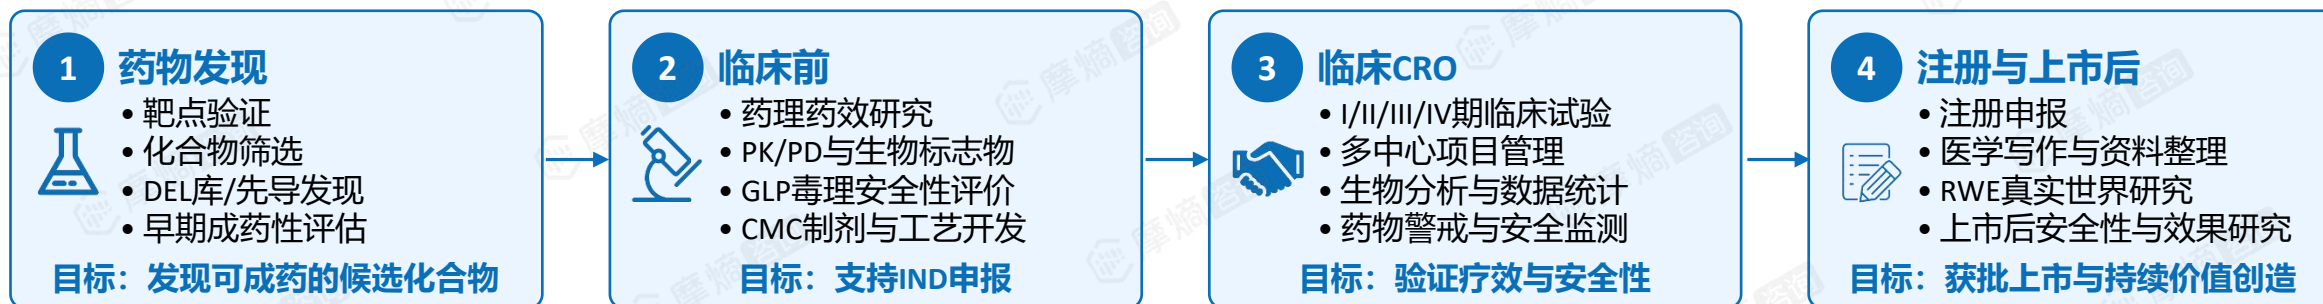 1 药物发现
• 靶点验证
• 化合物筛选
• DEL库/先导发现
• 早期成药性评估
目标：发现可成药的候选化合物
2 临床前
• 药理药效研究
• PK/PD与生物标志物
• GLP毒理安全性评价
• CMC制剂与工艺开发
目标：支持IND申报
3 临床CRO
• I/II/III/IV期临床试验
• 多中心项目管理
• 生物分析与数据统计
• 药物警戒与安全监测
目标：验证疗效与安全性
4 注册与上市后
• 注册申报
• 医学写作与资料整理
• RWE真实世界研究
• 上市后安全性与效果研究
目标：获批上市与持续价值创造
摩熵咨询